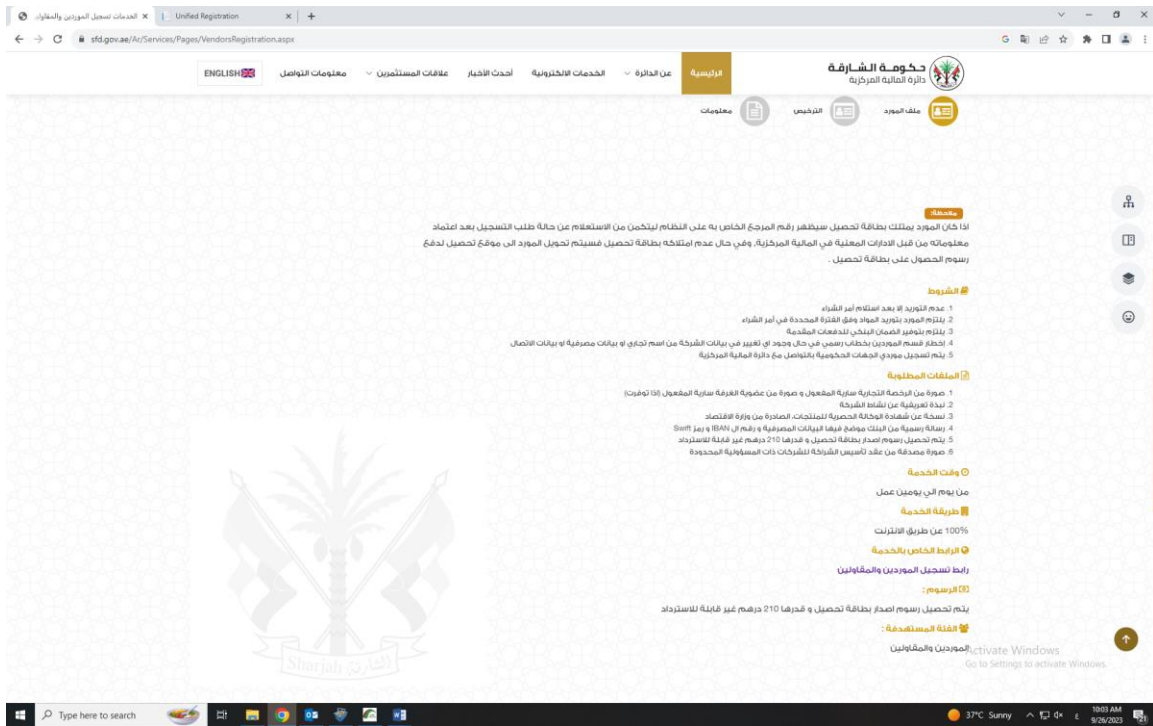 الخدمات تسجيل الموردين والمقاولـ
Unified Registration
sfd.gov.ae/Ar/Services/Pages/VendorsRegistration.aspx
حكومة الشارقة
دائرة المالية المركزية
الرئيسية
عن الدائرة
الخدمات الالكترونية
أحدث الأخبار
علاقات المستثمرين
معلومات التواصل
ENGLISH
ملف المورد
الترخيص
معلومات
ملاحظة:
اذا كان المورد يمتلك بطاقة تحصيل سيظهر رقم المرجع الخاص به على النظام ليتمكن من الاستعلام عن حالة طلب التسجيل بعد اعتماد
معلوماته من قبل الادارات المعنية في المالية المركزية, وفي حال عدم امتلاكه بطاقة تحصيل فسيتم تحويل المورد الى موقع تحصيل لدفع
رسوم الحصول على بطاقة تحصيل .
الشروط
1. عدم التوريد إلا بعد استلام أمر الشراء
2. يلتزم المورد بتوريد المواد وفق الفترة المحددة في أمر الشراء
3. يلتزم بتوفير الضمان البنكي للدفعات المقدمة
4. إخطار قسم الموردين بخطاب رسمي في حال وجود اي تغيير في بيانات الشركة من اسم تجاري او بيانات مصرفية او بيانات الاتصال
5. يتم تسجيل موردي الجهات الحكومية بالتواصل مع دائرة المالية المركزية
الملفات المطلوبة
1. صورة من الرخصة التجارية سارية المفعول و صورة من عضوية الغرفة سارية المفعول (إذا توفرت)
2. نبذة تعريفية عن نشاط الشركة
3. نسخة عن شهادة الوكالة الحصرية للمنتجات، الصادرة من وزارة الاقتصاد
4. رسالة رسمية من البنك موضح فيها البيانات المصرفية و رقم ال IBAN و رمز Swift
5. يتم تحصيل رسوم اصدار بطاقة تحصيل و قدرها 210 درهم غير قابلة للاسترداد
6. صورة مصدقة من عقد تأسيس الشراكة للشركات ذات المسؤولية المحدودة
وقت الخدمة
من يوم الي يومين عمل
طريقة الخدمة
100% عن طريق الانترنت
الرابط الخاص بالخدمة
رابط تسجيل الموردين والمقاولين
الرسوم :
يتم تحصيل رسوم اصدار بطاقة تحصيل و قدرها 210 درهم غير قابلة للاسترداد
الفئة المستهدفة :
الموردين والمقاولين
Sharjah الشارقة
Activate Windows
Go to Settings to activate Windows.
Type here to search
37°C Sunny
ع
10:03 AM
9/26/2023
21